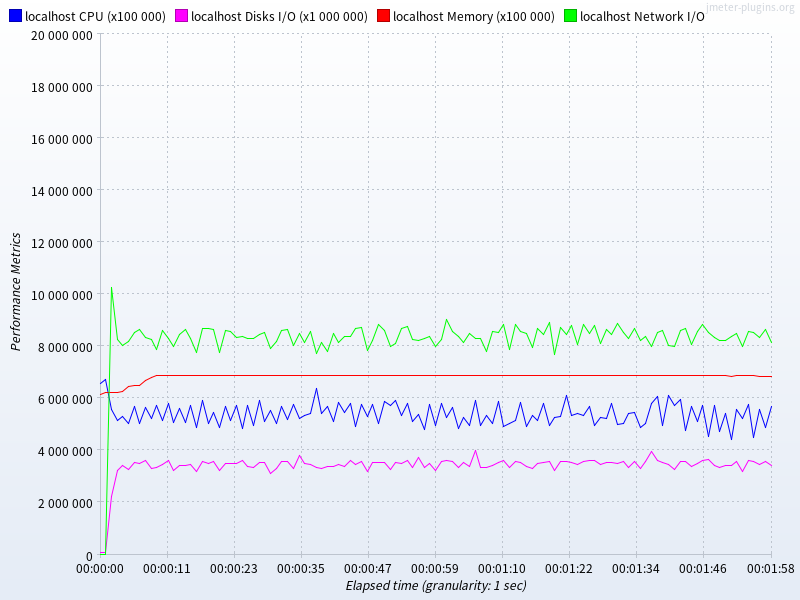 jmeter-plugins.org
localhost CPU (x100 000) localhost Disks I/O (x1 000 000) localhost Memory (x100 000) localhost Network I/O
20 000 000
18 000 000
16 000 000
14 000 000
12 000 000
10 000 000
8 000 000
6 000 000
4 000 000
2 000 000
0
Performance Metrics
00:00:00 00:00:11 00:00:23 00:00:35 00:00:47 00:00:59 00:01:10 00:01:22 00:01:34 00:01:46 00:01:58
Elapsed time (granularity: 1 sec)